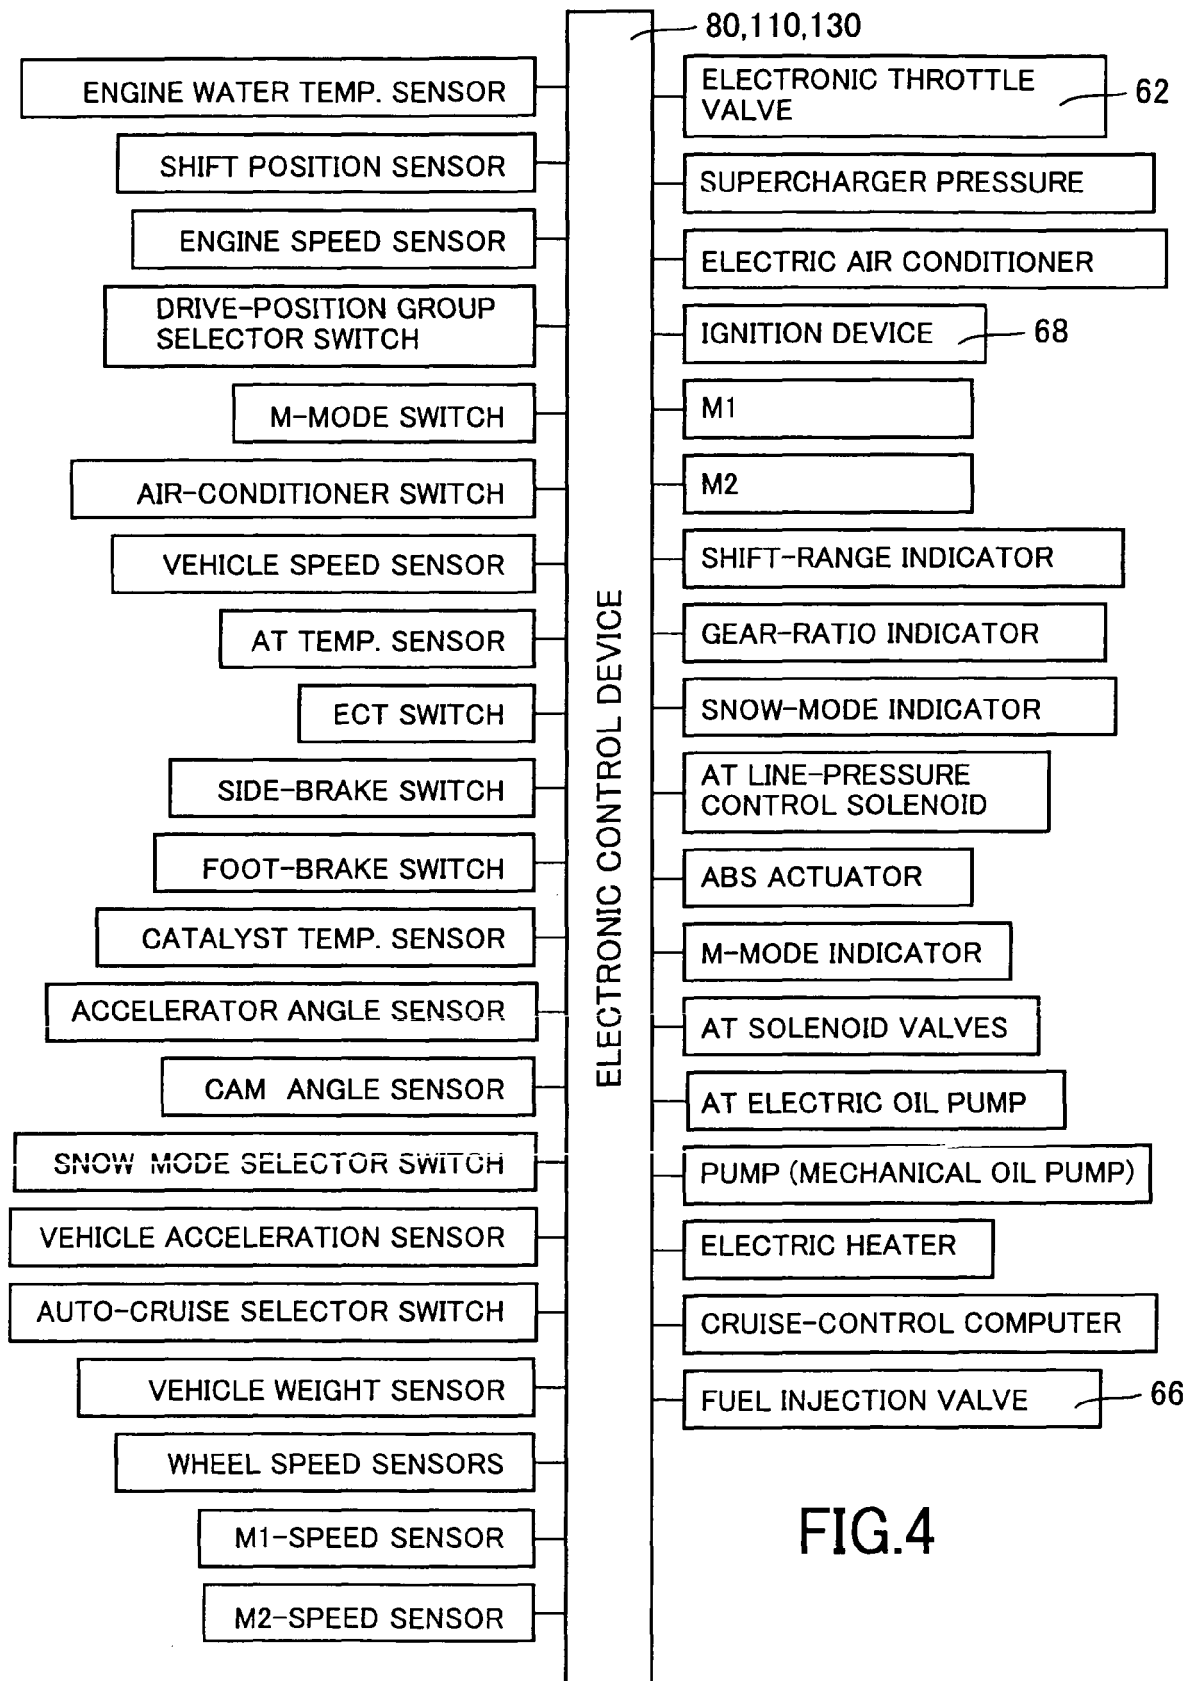 80,110,130
ENGINE WATER TEMP. SENSOR
SHIFT POSITION SENSOR
ENGINE SPEED SENSOR
DRIVE-POSITION GROUP
SELECTOR SWITCH
M-MODE SWITCH
AIR-CONDITIONER SWITCH
VEHICLE SPEED SENSOR
AT TEMP. SENSOR
ECT SWITCH
SIDE-BRAKE SWITCH
FOOT-BRAKE SWITCH
CATALYST TEMP. SENSOR
ACCELERATOR ANGLE SENSOR
CAM ANGLE SENSOR
SNOW MODE SELECTOR SWITCH
VEHICLE ACCELERATION SENSOR
AUTO-CRUISE SELECTOR SWITCH
VEHICLE WEIGHT SENSOR
WHEEL SPEED SENSORS
M1-SPEED SENSOR
M2-SPEED SENSOR
ELECTRONIC CONTROL DEVICE
ELECTRONIC THROTTLE
VALVE
62
SUPERCHARGER PRESSURE
ELECTRIC AIR CONDITIONER
IGNITION DEVICE
68
M1
M2
SHIFT-RANGE INDICATOR
GEAR-RATIO INDICATOR
SNOW-MODE INDICATOR
AT LINE-PRESSURE
CONTROL SOLENOID
ABS ACTUATOR
M-MODE INDICATOR
AT SOLENOID VALVES
AT ELECTRIC OIL PUMP
PUMP (MECHANICAL OIL PUMP)
ELECTRIC HEATER
CRUISE-CONTROL COMPUTER
FUEL INJECTION VALVE
66
FIG.4